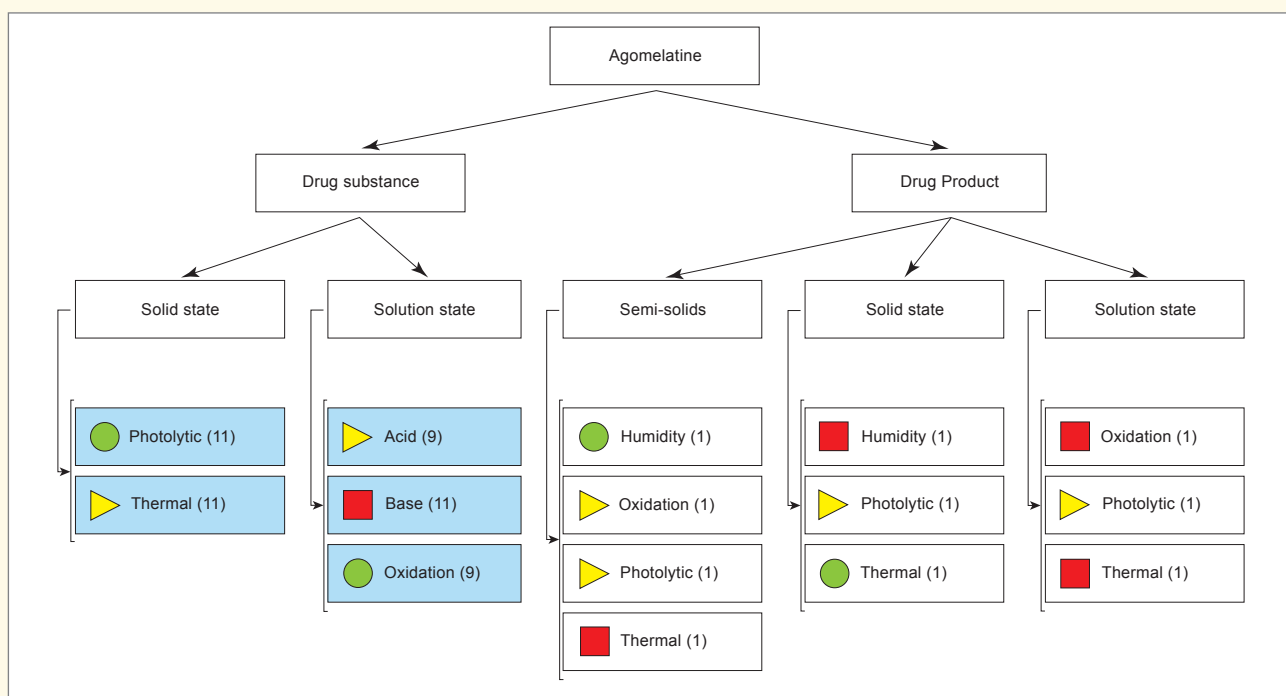 Agomelatine
Drug substance
Drug Product
Solid state
Solution state
Semi-solids
Solid state
Solution state
Photolytic (11)
Thermal (11)
Acid (9)
Base (11)
Oxidation (9)
Humidity (1)
Oxidation (1)
Photolytic (1)
Thermal (1)
Humidity (1)
Photolytic (1)
Thermal (1)
Oxidation (1)
Photolytic (1)
Thermal (1)